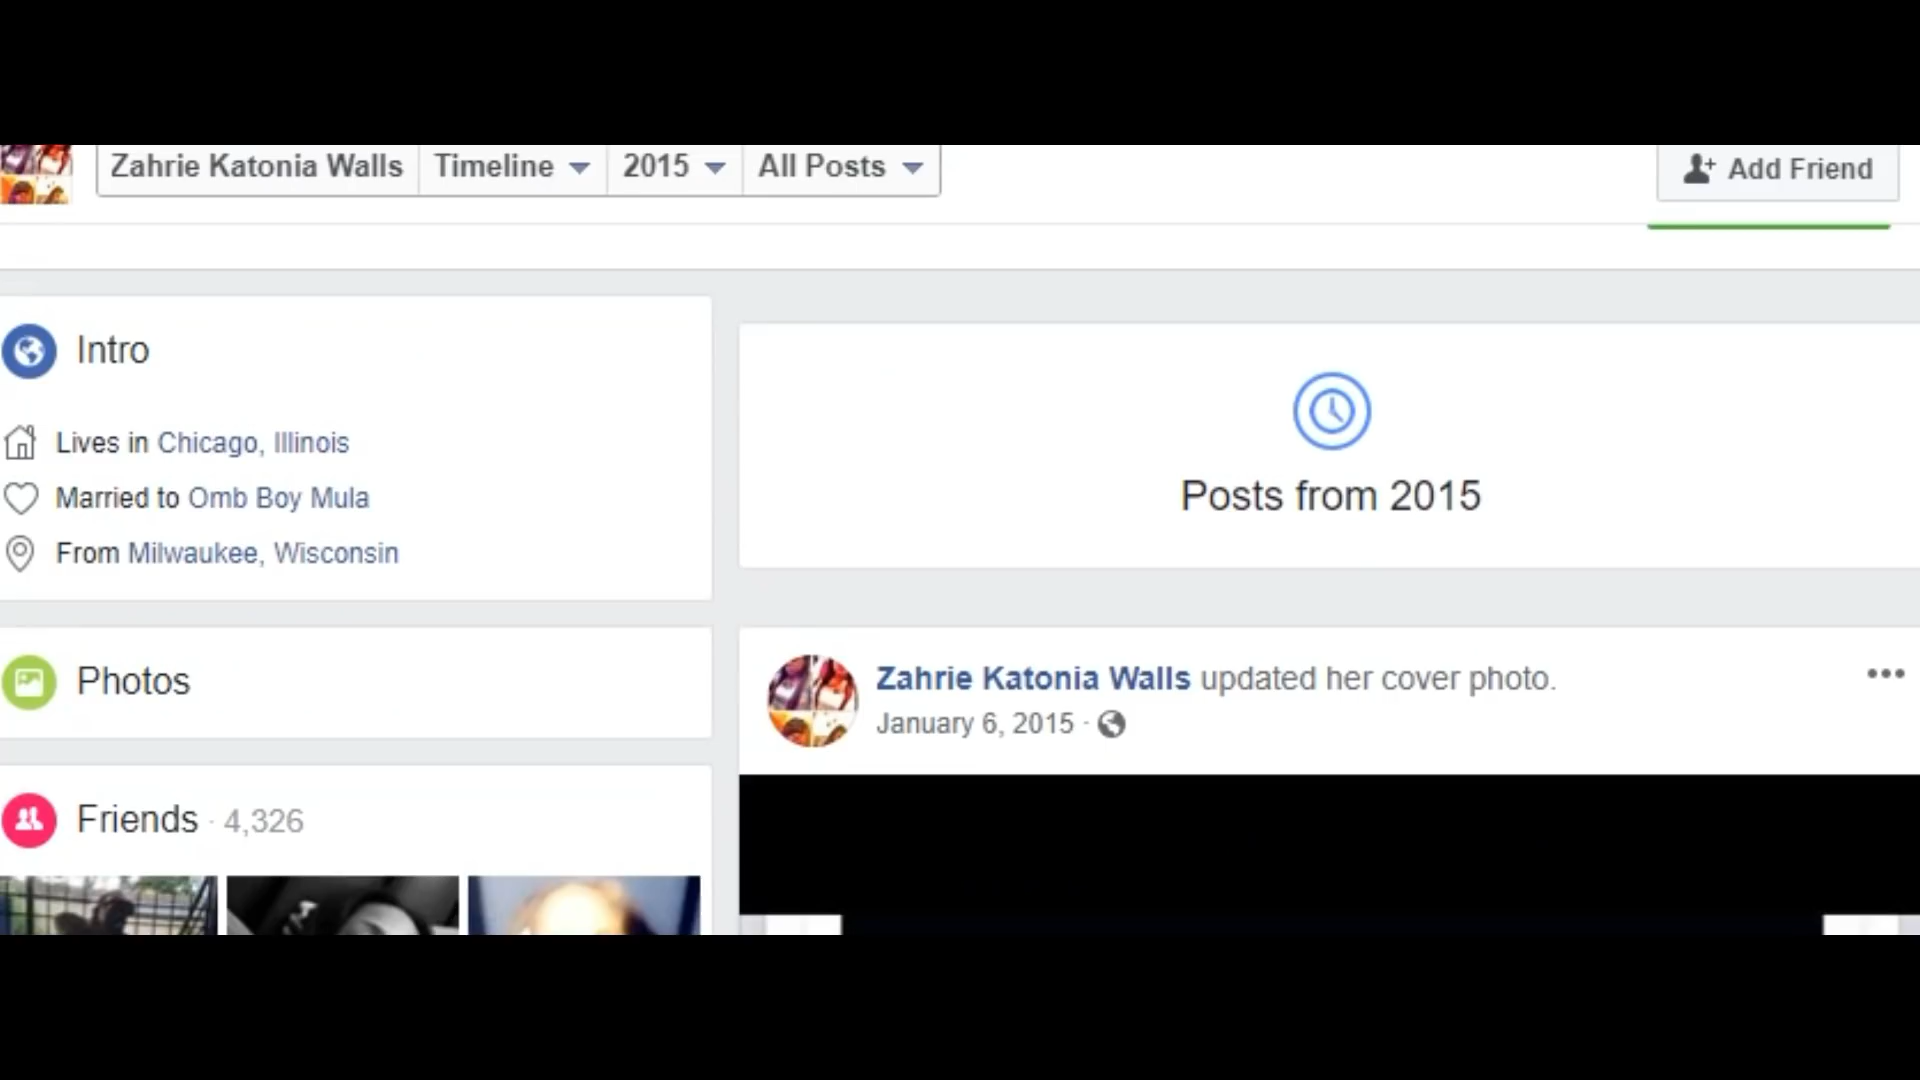 Zahrie Katonia Walls Timeline 2015 All Posts Add Friend
Intro
Lives in Chicago, Illinois
Married to Omb Boy Mula
From Milwaukee, Wisconsin
Photos
Friends · 4,326
Posts from 2015
Zahrie Katonia Walls updated her cover photo.
January 6, 2015 ·